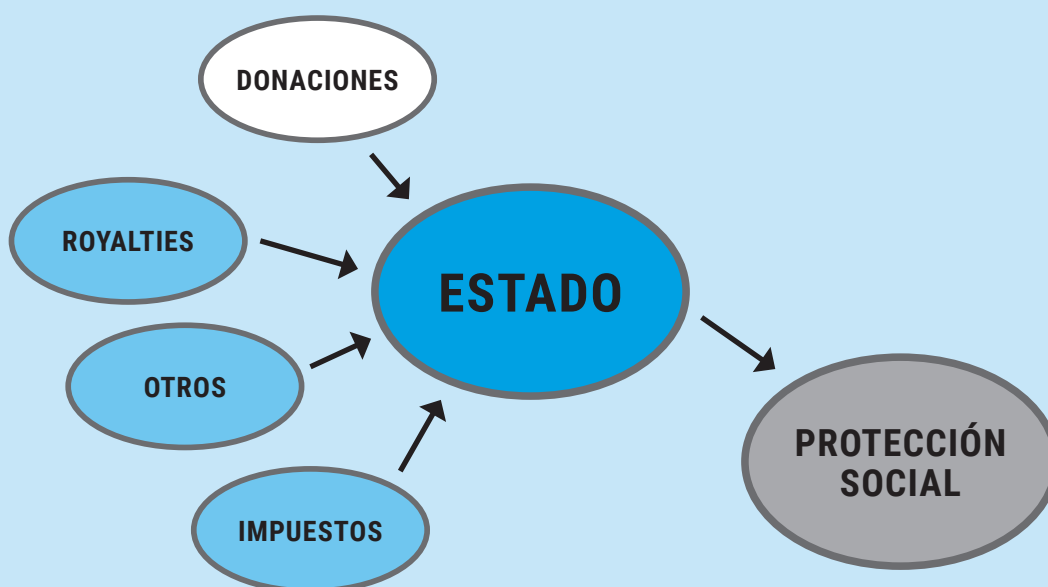 DONACIONES
ROYALTIES
ESTADO
OTROS
PROTECCIÓN
SOCIAL
IMPUESTOS